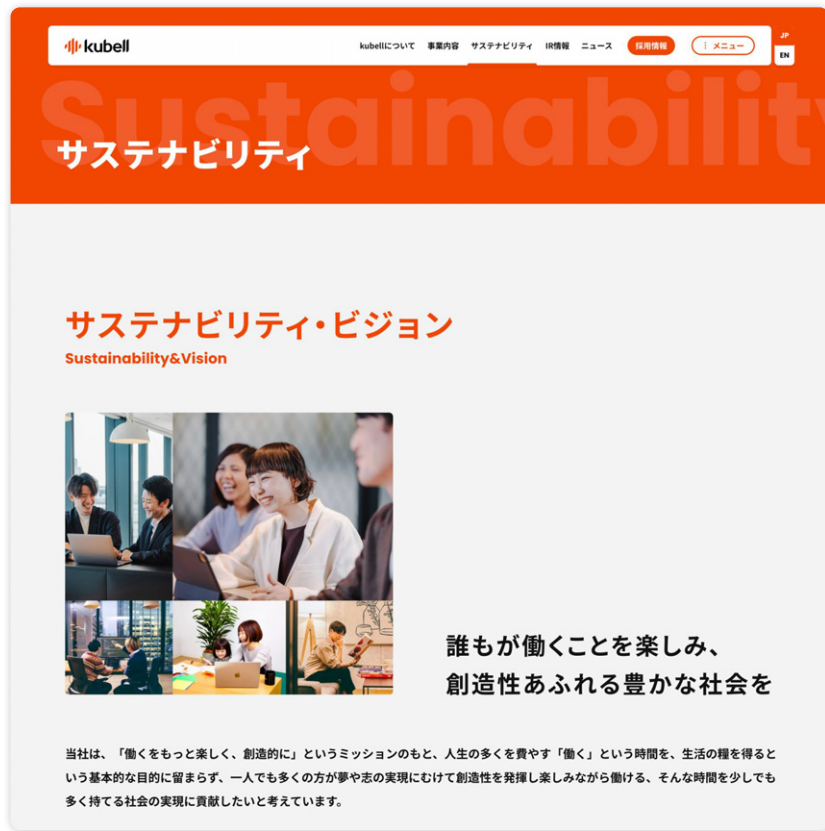 kubell
kubellについて 事業内容 サステナビリティ IR情報 ニュース 採用情報 メニュー
JP
EN
Sustainability
サステナビリティ
サステナビリティ・ビジョン
Sustainability&Vision
誰もが働くことを楽しみ、
創造性あふれる豊かな社会を
当社は、「働くをもっと楽しく、創造的に」というミッションのもと、人生の多くを費やす「働く」という時間を、生活の糧を得ると
いう基本的な目的に留まらず、一人でも多くの方が夢や志の実現にむけて創造性を発揮し楽しみながら働ける、そんな時間を少しでも
多く持てる社会の実現に貢献したいと考えています。